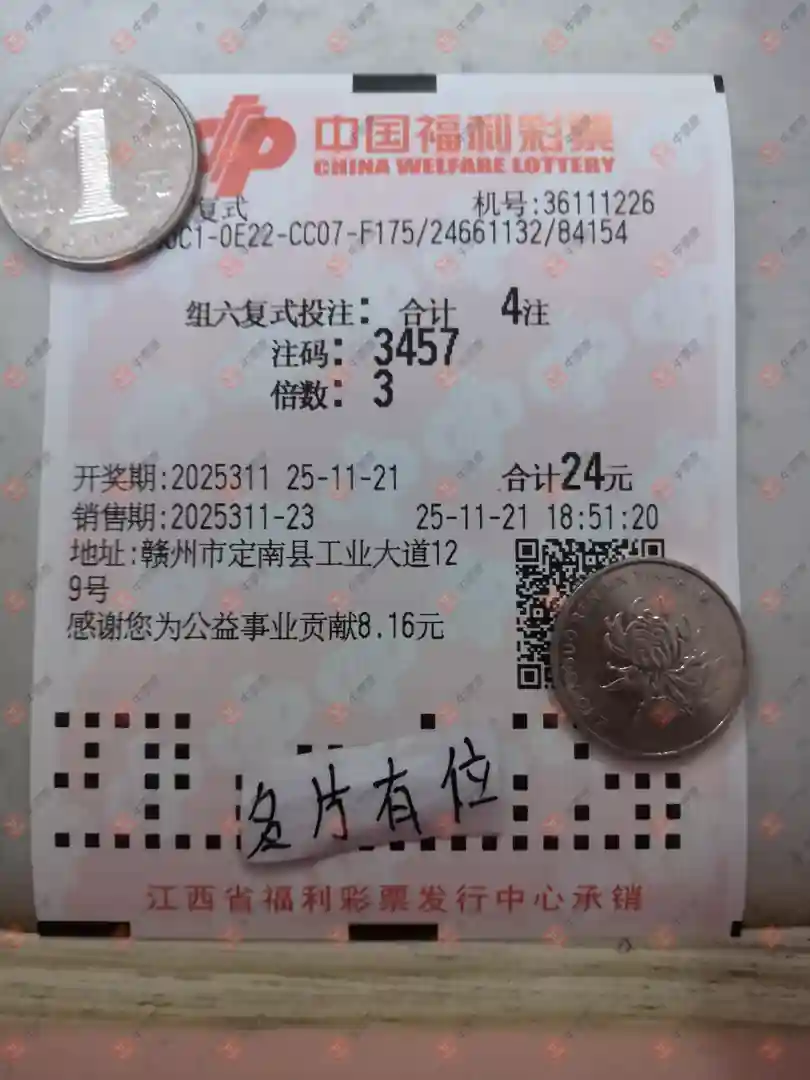 1
中国福利彩票
CHINA WELFARE LOTTERY
复式 机号:36111226
0C1-0E22-CC07-F175/24661132/84154
组六复式投注: 合计 4注
注码: 3457
倍数: 3
开奖期:2025311 25-11-21 合计24元
销售期:2025311-23 25-11-21 18:51:20
地址:赣州市定南县工业大道12
9号
感谢您为公益事业贡献8.16元
名片有位
江西省福利彩票发行中心承销